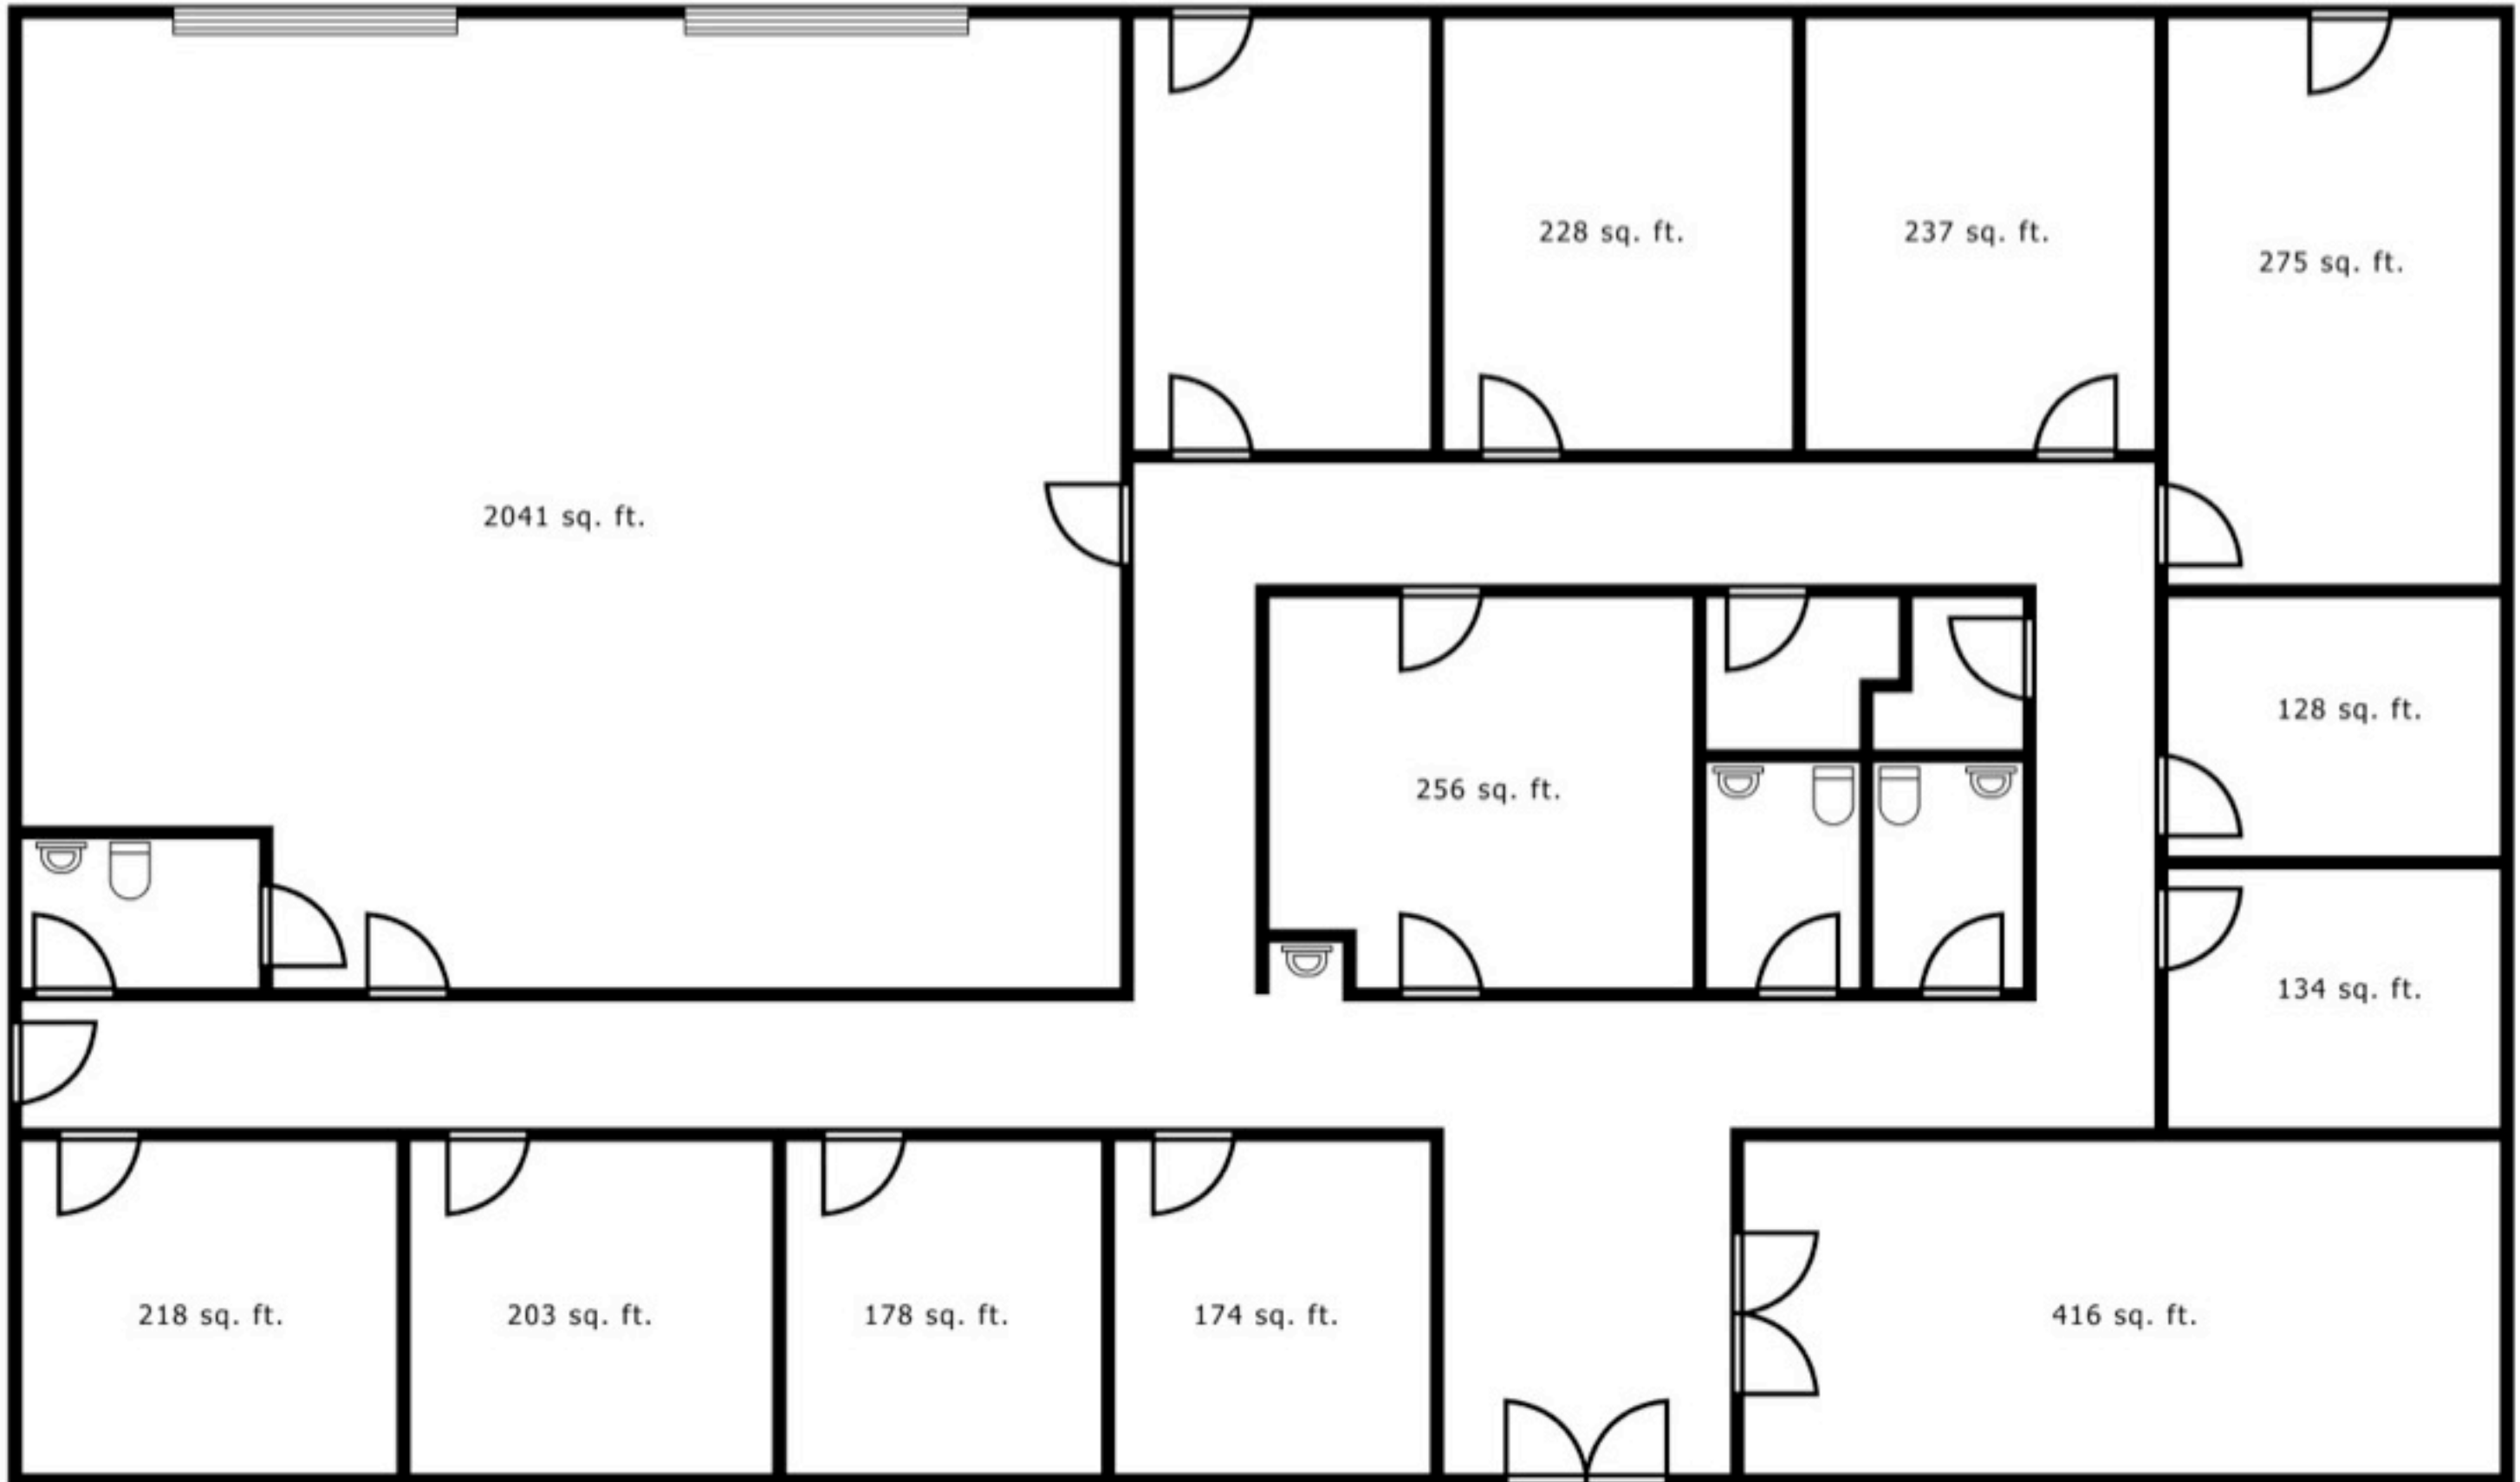 228 sq. ft.
237 sq. ft.
275 sq. ft.
2041 sq. ft.
128 sq. ft.
256 sq. ft.
134 sq. ft.
218 sq. ft.
203 sq. ft.
178 sq. ft.
174 sq. ft.
416 sq. ft.